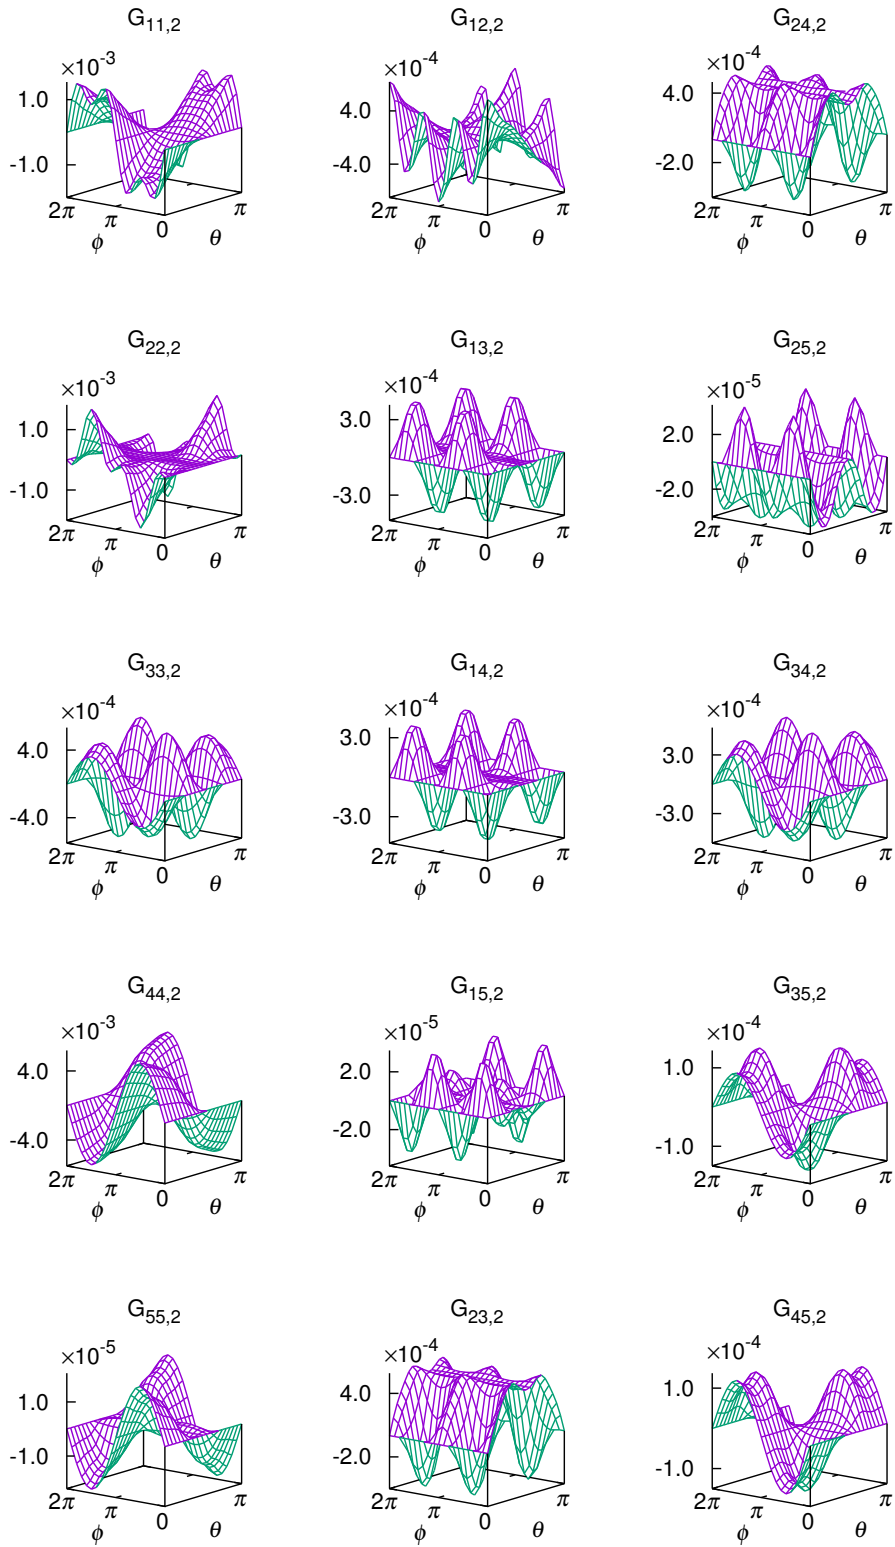 G11,2 G12,2 G24,2
×10-3 ×10-4 ×10-4
1.0 4.0 4.0
-1.0 -4.0 -2.0
2π π 0 π 2π π 0 π 2π π 0 π
ϕ θ ϕ θ ϕ θ
G22,2 G13,2 G25,2
×10-3 ×10-4 ×10-5
1.0 3.0 2.0
-1.0 -3.0 -2.0
2π π 0 π 2π π 0 π 2π π 0 π
ϕ θ ϕ θ ϕ θ
G33,2 G14,2 G34,2
×10-4 ×10-4 ×10-4
4.0 3.0 3.0
-4.0 -3.0 -3.0
2π π 0 π 2π π 0 π 2π π 0 π
ϕ θ ϕ θ ϕ θ
G44,2 G15,2 G35,2
×10-3 ×10-5 ×10-4
4.0 2.0 1.0
-4.0 -2.0 -1.0
2π π 0 π 2π π 0 π 2π π 0 π
ϕ θ ϕ θ ϕ θ
G55,2 G23,2 G45,2
×10-5 ×10-4 ×10-4
1.0 4.0 1.0
-1.0 -2.0 -1.0
2π π 0 π 2π π 0 π 2π π 0 π
ϕ θ ϕ θ ϕ θ